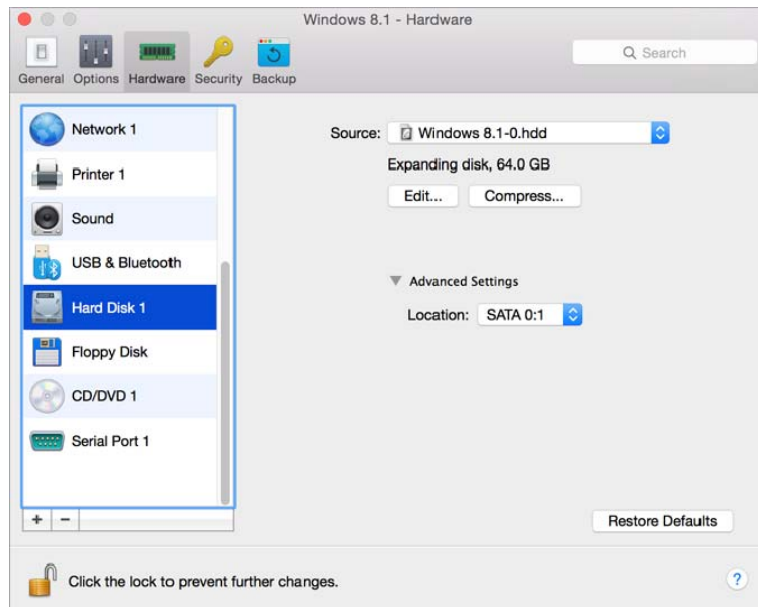 Windows 8.1 - Hardware
General Options Hardware Security Backup
Search
Network 1
Printer 1
Sound
USB & Bluetooth
Hard Disk 1
Floppy Disk
CD/DVD 1
Serial Port 1
+ -
Source: Windows 8.1-0.hdd
Expanding disk, 64.0 GB
Edit... Compress...
Advanced Settings
Location: SATA 0:1
Restore Defaults
Click the lock to prevent further changes.
?